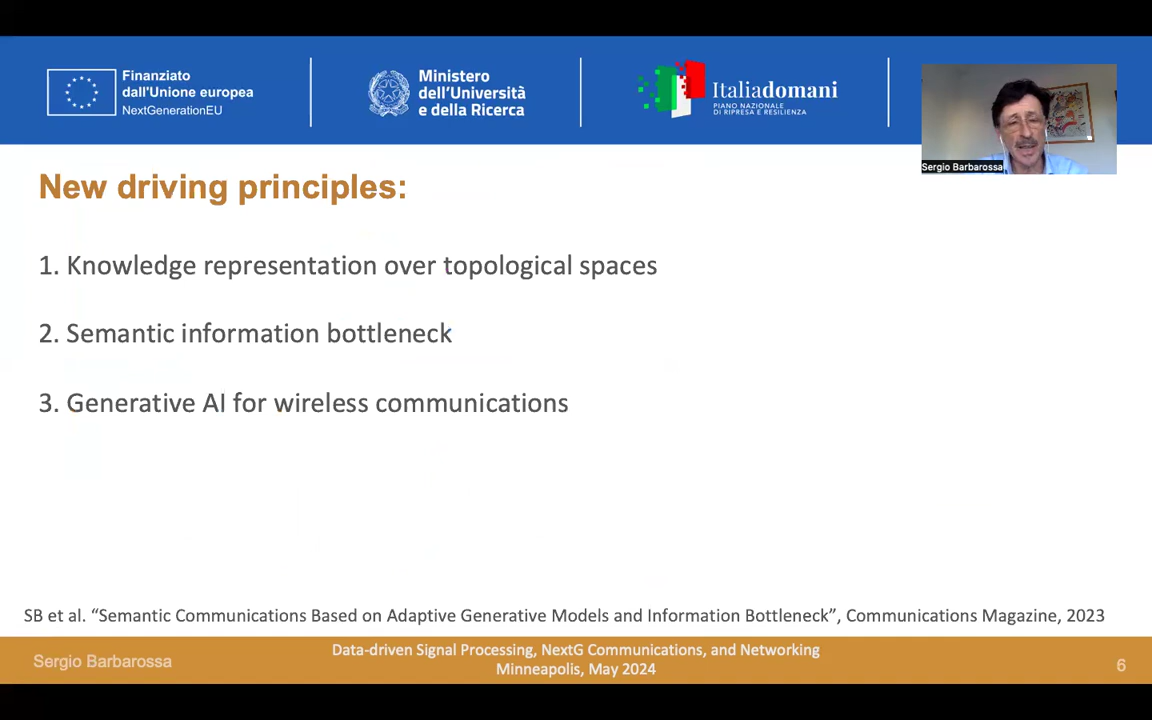 Finanziato
dall'Unione europea
NextGenerationEU
Ministero
dell'Università
e della Ricerca
Italiadomani
PIANO NAZIONALE
DI RIPRESA E RESILIENZA
Sergio Barbarossa
New driving principles:
1. Knowledge representation over topological spaces
2. Semantic information bottleneck
3. Generative AI for wireless communications
SB et al. “Semantic Communications Based on Adaptive Generative Models and Information Bottleneck”, Communications Magazine, 2023
Sergio Barbarossa
Data-driven Signal Processing, NextG Communications, and Networking
Minneapolis, May 2024
6